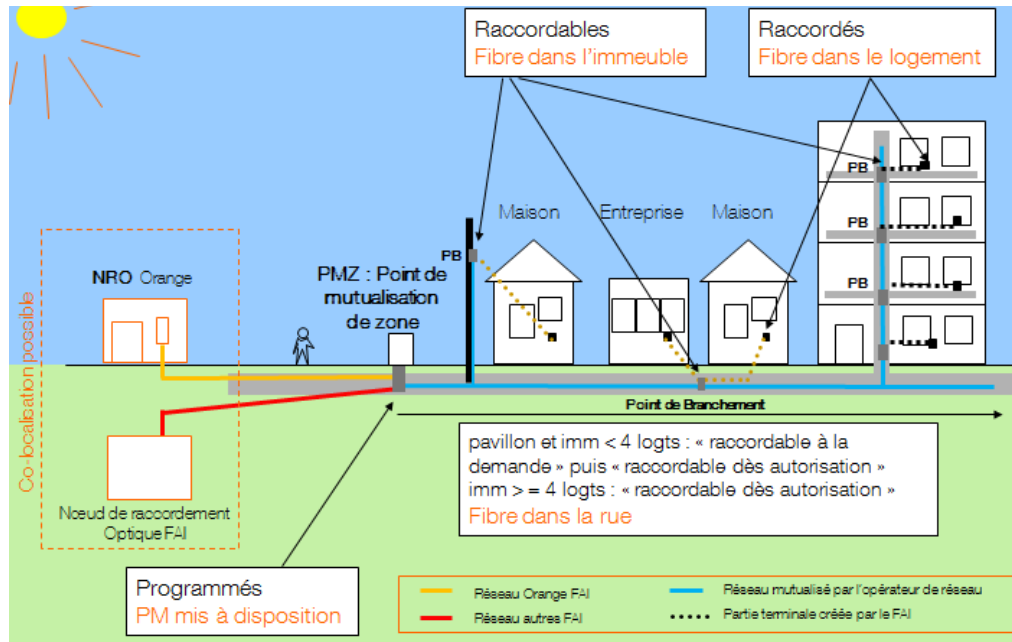 Raccordables
Fibre dans l'immeuble
Raccordés
Fibre dans le logement
PB
PB
PB
Maison
Entreprise
Maison
PB
PMZ : Point de
mutualisation
de zone
NRO Orange
Co-localisation possible
Point de Branchement
Nœud de raccordement
Optique FAI
pavillon et imm < 4 logts : « raccordable à la
demande » puis « raccordable dès autorisation »
imm > = 4 logts : « raccordable dès autorisation »
Fibre dans la rue
Programmés
PM mis à disposition
Réseau Orange FAI
Réseau autres FAI
Réseau mutualisé par l'opérateur de réseau
Partie terminale créée par le FAI